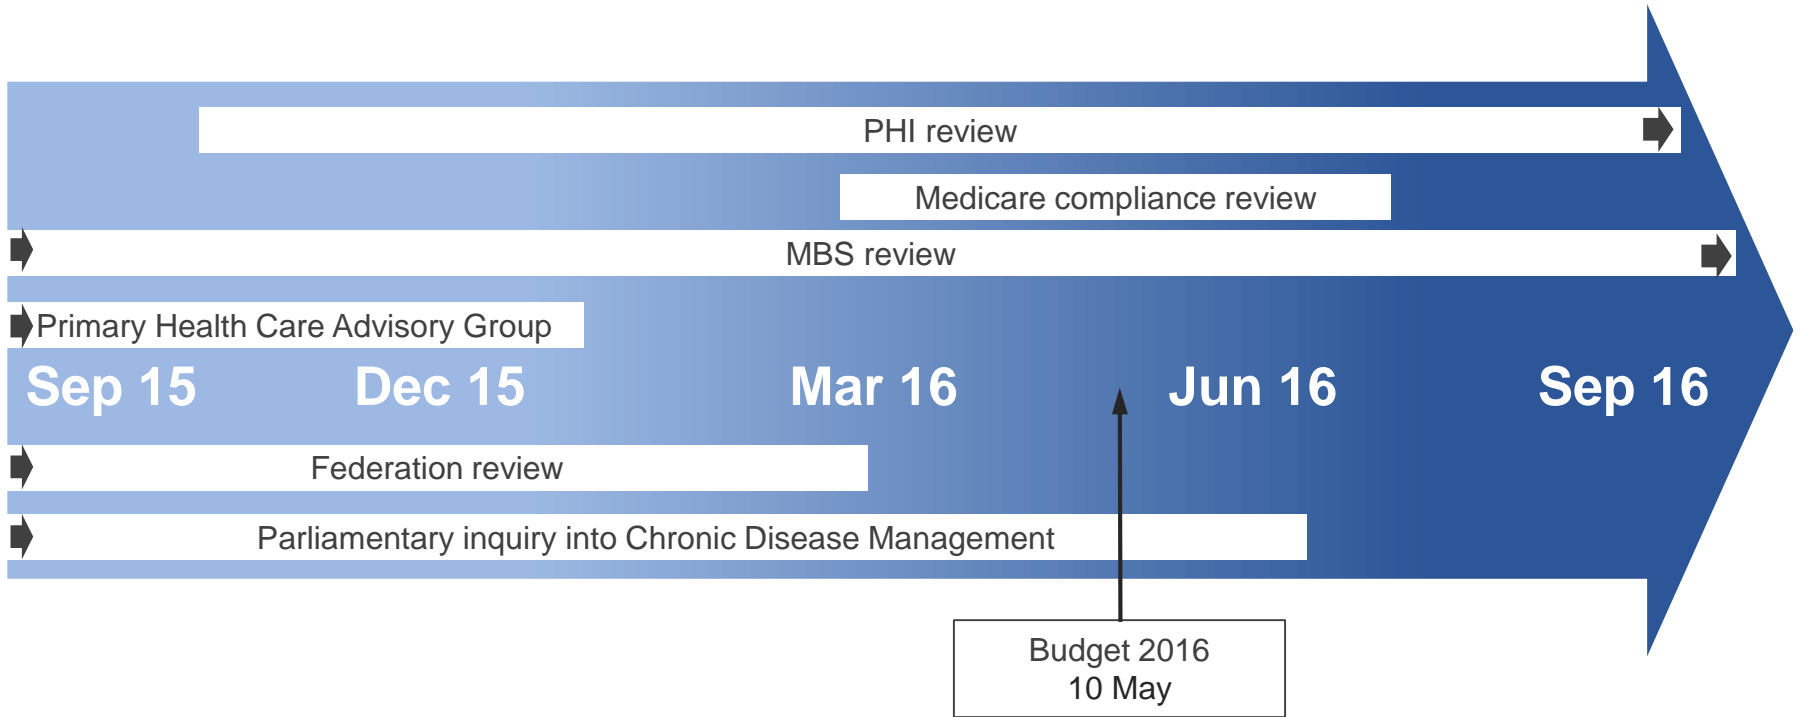 PHI review
Medicare compliance review
MBS review
Primary Health Care Advisory Group
Sep 15 Dec 15 Mar 16 Jun 16 Sep 16
Federation review
Parliamentary inquiry into Chronic Disease Management
Budget 2016
10 May